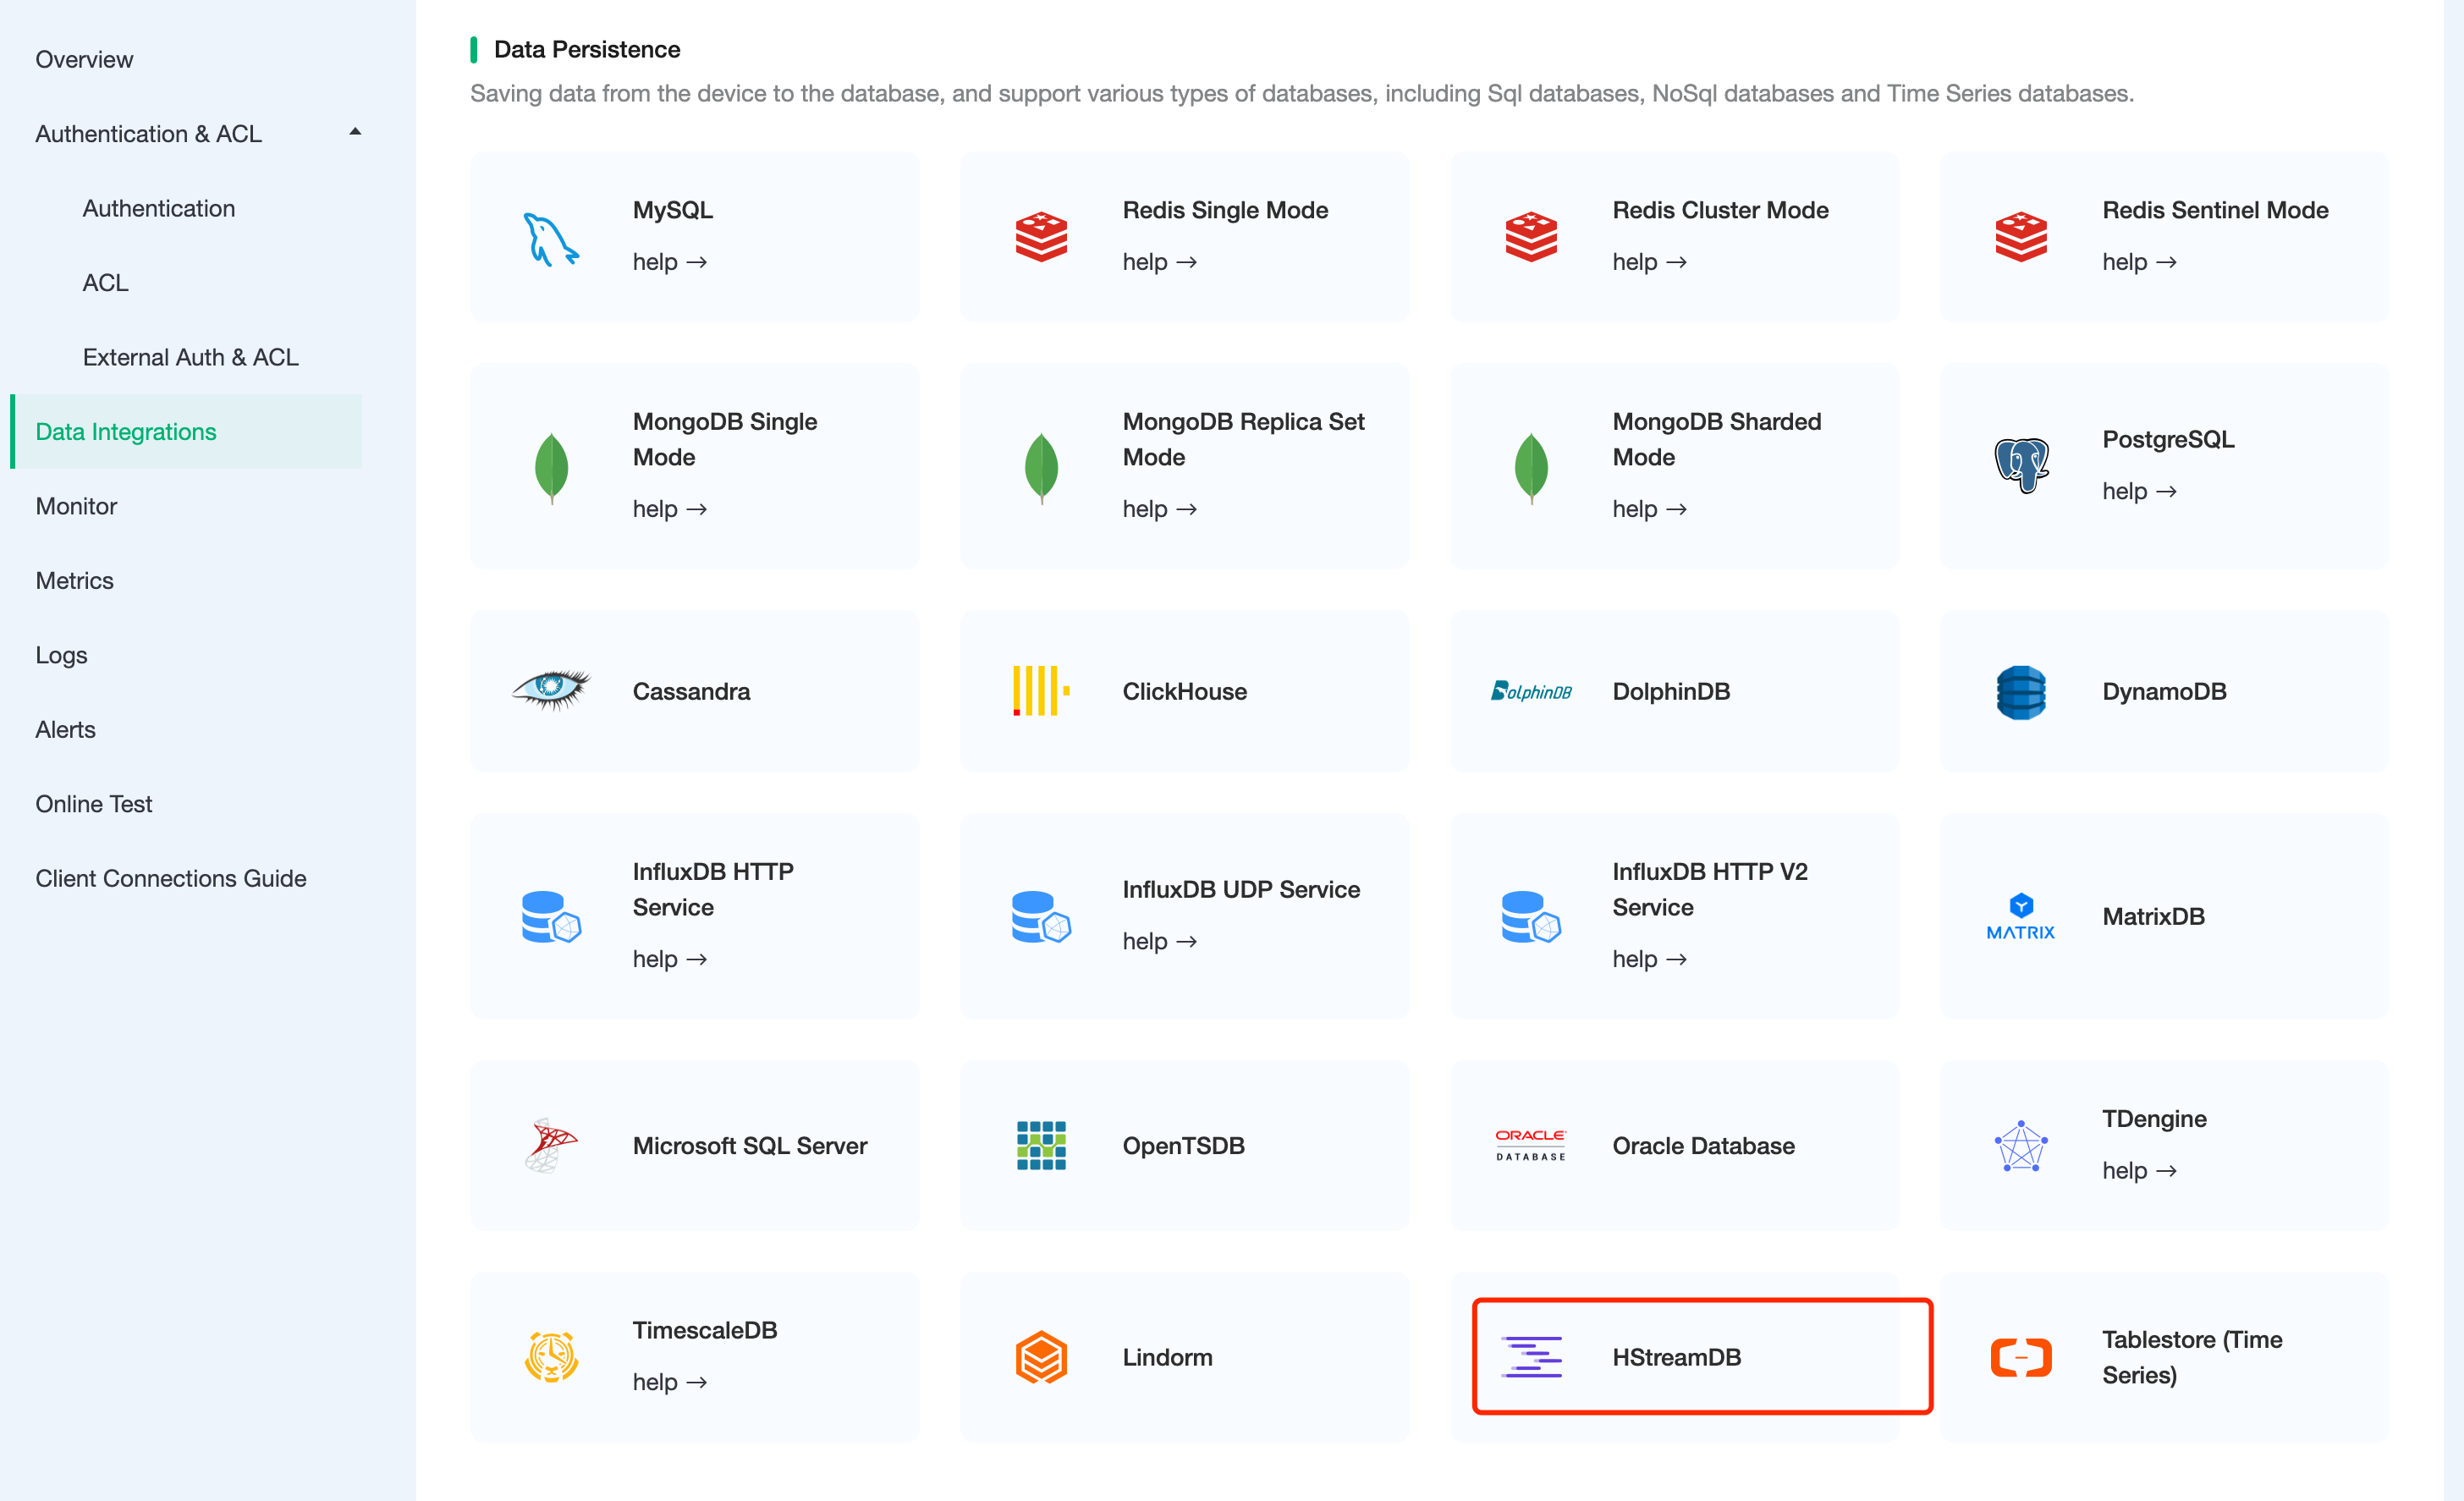 Overview
Authentication & ACL
Authentication
ACL
External Auth & ACL
Data Integrations
Monitor
Metrics
Logs
Alerts
Online Test
Client Connections Guide
Data Persistence
Saving data from the device to the database, and support various types of databases, including Sql databases, NoSql databases and Time Series databases.
MySQL
help →
Redis Single Mode
help →
Redis Cluster Mode
help →
Redis Sentinel Mode
help →
MongoDB Single
Mode
help →
MongoDB Replica Set
Mode
help →
MongoDB Sharded
Mode
help →
PostgreSQL
help →
Cassandra
ClickHouse
DolphinDB
DolphinDB
DynamoDB
InfluxDB HTTP
Service
help →
InfluxDB UDP Service
help →
InfluxDB HTTP V2
Service
help →
MATRIX
MatrixDB
Microsoft SQL Server
OpenTSDB
ORACLE
DATABASE
Oracle Database
TDengine
help →
TimescaleDB
help →
Lindorm
HStreamDB
Tablestore (Time
Series)